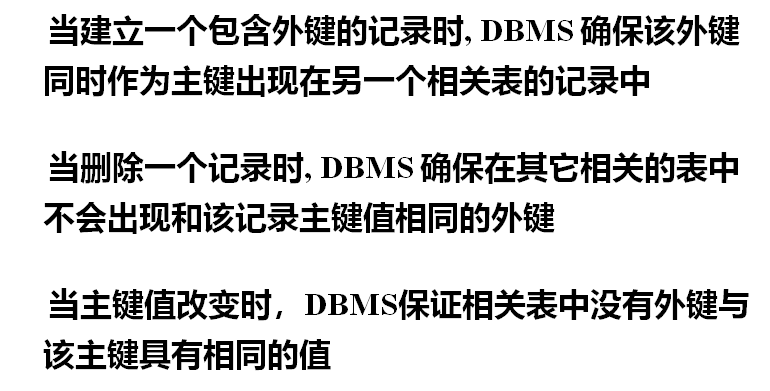 当建立一个包含外键的记录时, DBMS 确保该外键
同时作为主键出现在另一个相关表的记录中
当删除一个记录时, DBMS 确保在其它相关的表中
不会出现和该记录主键值相同的外键
当主键值改变时，DBMS保证相关表中没有外键与
该主键具有相同的值